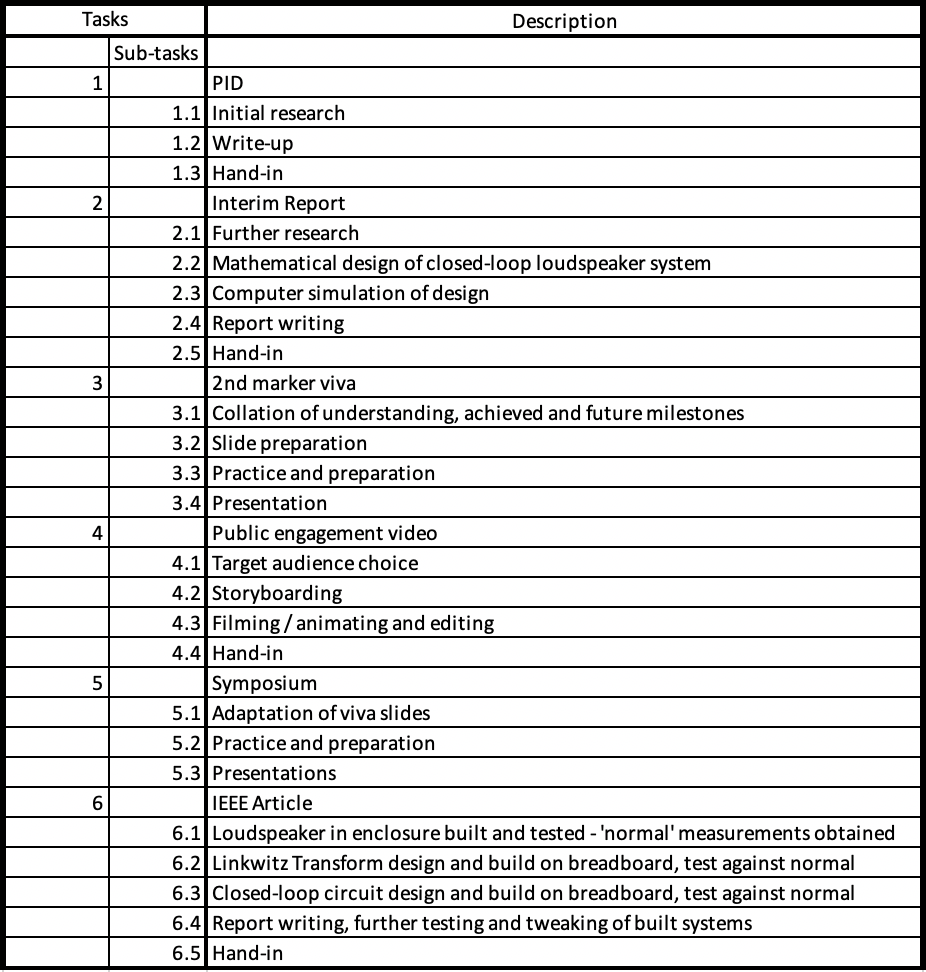 Tasks Description
Sub-tasks
1 PID
1.1 Initial research
1.2 Write-up
1.3 Hand-in
2 Interim Report
2.1 Further research
2.2 Mathematical design of closed-loop loudspeaker system
2.3 Computer simulation of design
2.4 Report writing
2.5 Hand-in
3 2nd marker viva
3.1 Collation of understanding, achieved and future milestones
3.2 Slide preparation
3.3 Practice and preparation
3.4 Presentation
4 Public engagement video
4.1 Target audience choice
4.2 Storyboarding
4.3 Filming / animating and editing
4.4 Hand-in
5 Symposium
5.1 Adaptation of viva slides
5.2 Practice and preparation
5.3 Presentations
6 IEEE Article
6.1 Loudspeaker in enclosure built and tested - 'normal' measurements obtained
6.2 Linkwitz Transform design and build on breadboard, test against normal
6.3 Closed-loop circuit design and build on breadboard, test against normal
6.4 Report writing, further testing and tweaking of built systems
6.5 Hand-in